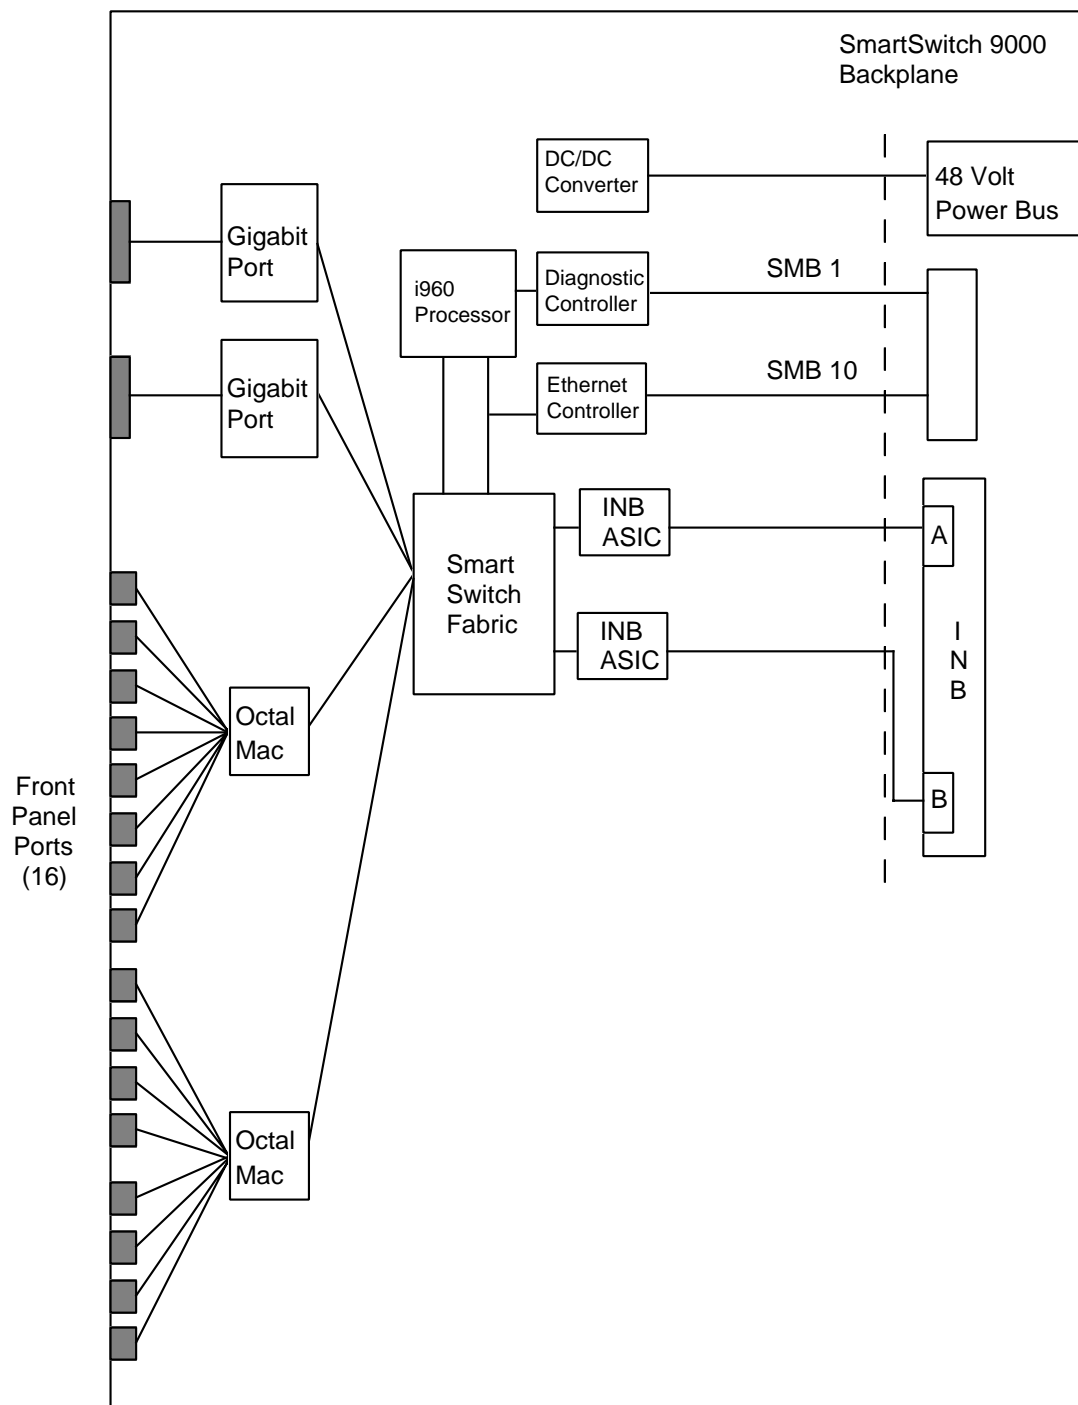 SmartSwitch 9000
Backplane
DC/DC
Converter
48 Volt
Power Bus
Gigabit
Port
i960
Processor
Diagnostic
Controller
SMB 1
Gigabit
Port
Ethernet
Controller
SMB 10
Smart
Switch
Fabric
INB
ASIC
A
INB
ASIC
I
N
B
B
Octal
Mac
Front
Panel
Ports
(16)
Octal
Mac